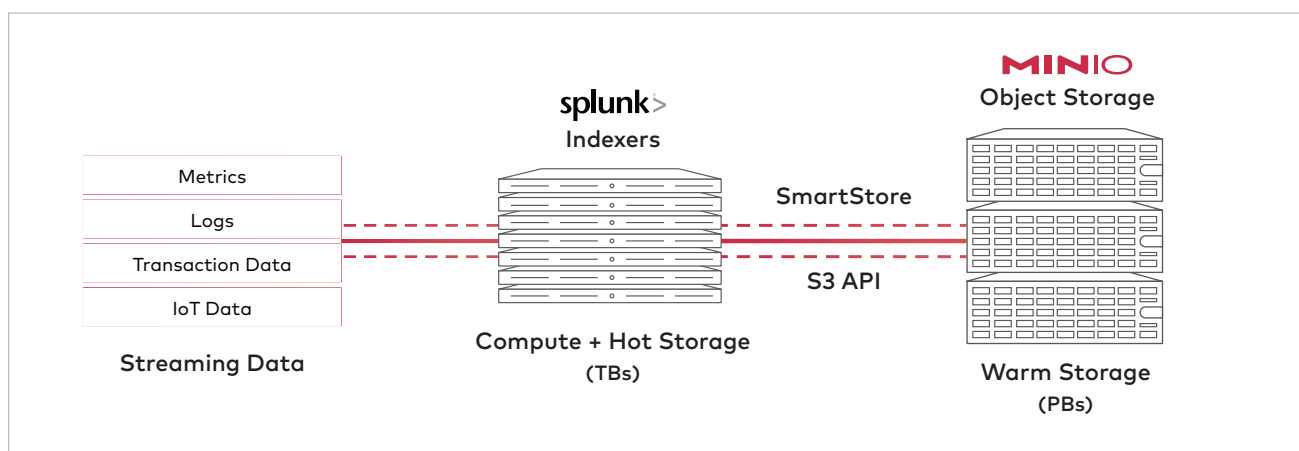 Metrics
Logs
Transaction Data
IoT Data
Streaming Data
splunk>
Indexers
Compute + Hot Storage
(TBs)
SmartStore
S3 API
MINIO
Object Storage
Warm Storage
(PBs)